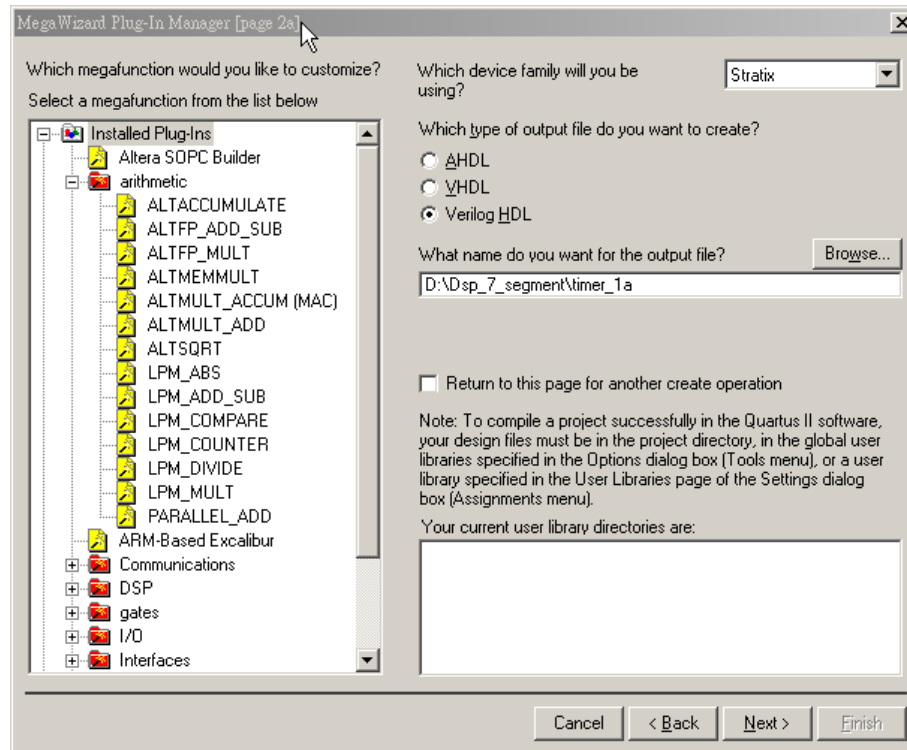 MegaWizard Plug-In Manager [page 2a]
Which megafunction would you like to customize?
Select a megafunction from the list below
Installed Plug-Ins
Altera SOPC Builder
arithmetic
ALTACCUMULATE
ALTFP_ADD_SUB
ALTFP_MULT
ALTMEMMULT
ALTMULT_ACCUM (MAC)
ALTMULT_ADD
ALTSQRT
LPM_ABS
LPM_ADD_SUB
LPM_COMPARE
LPM_COUNTER
LPM_DIVIDE
LPM_MULT
PARALLEL_ADD
ARM-Based Excalibur
Communications
DSP
gates
I/O
Interfaces
Which device family will you be
using?
Stratix
Which type of output file do you want to create?
AHDL
VHDL
Verilog HDL
What name do you want for the output file?
Browse...
D:\Dsp_7_segment\timer_1a
Return to this page for another create operation
Note: To compile a project successfully in the Quartus II software,
your design files must be in the project directory, in the global user
libraries specified in the Options dialog box (Tools menu), or a user
library specified in the User Libraries page of the Settings dialog
box (Assignments menu).
Your current user library directories are:
Cancel
< Back
Next >
Finish